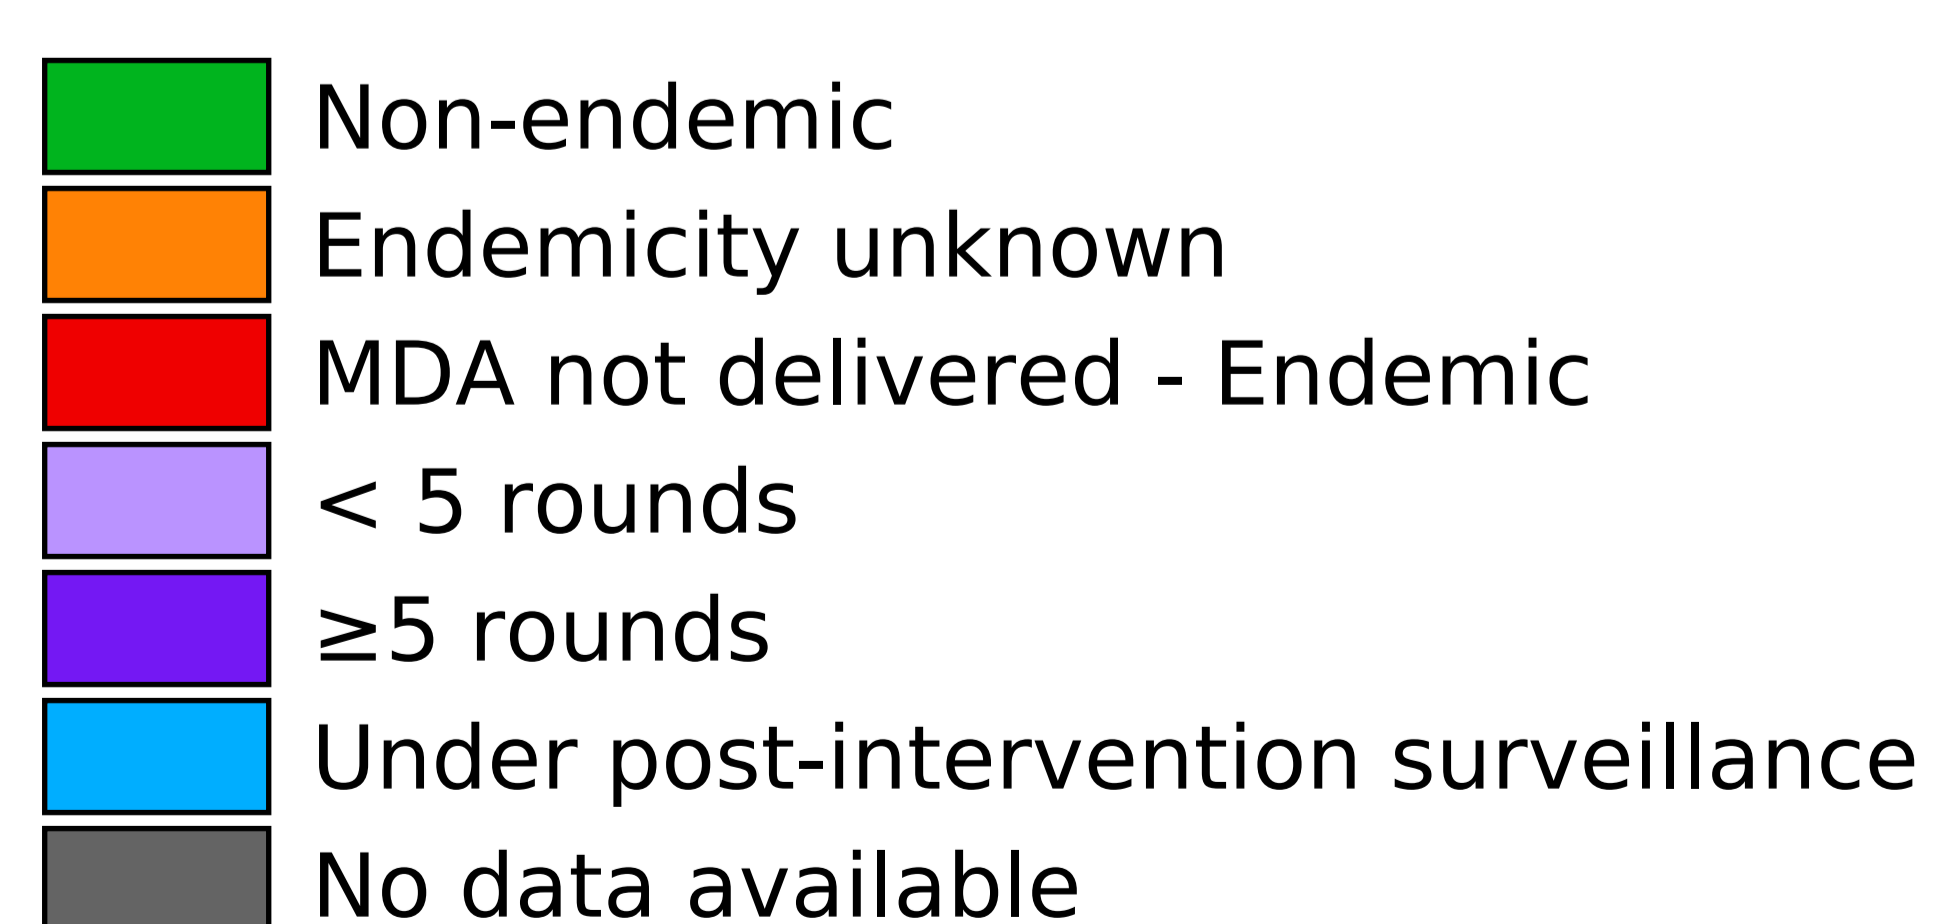 Non-endemic
Endemicity unknown
MDA not delivered - Endemic
< 5 rounds
≥5 rounds
Under post-intervention surveillance
No data available